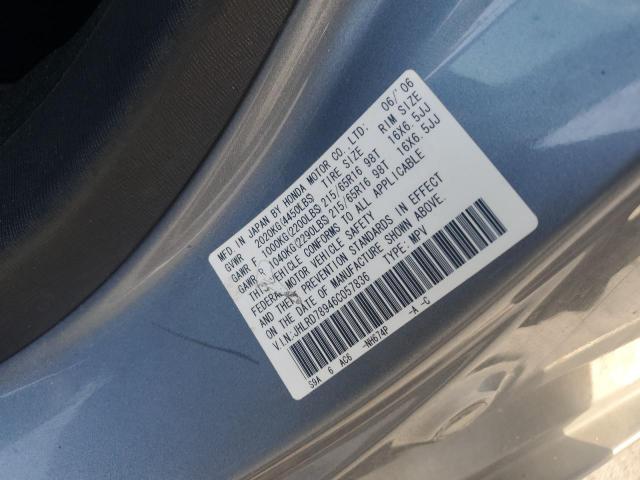 MFD. IN JAPAN BY HONDA MOTOR CO., LTD: 06/'06
GVWR 2020KG/4450LBS TIRE SIZE RIM SIZE
GAWR F 1000KG/2200LBS 215/65R16 98T 16X6.5JJ
GAWR R 1040KG/2290LBS 215/65R16 98T 16X6.5JJ
THIS VEHICLE CONFORMS TO ALL APPLICABLE
FEDERAL MOTOR VEHICLE SAFETY
AND THEFT PREVENTION STANDARDS IN EFFECT
ON THE DATE OF MANUFACTURE SHOWN ABOVE.
V.I.N:JHLRD78946C057836 TYPE: MPV
S9A 6 AC6 -NH674P -A -C